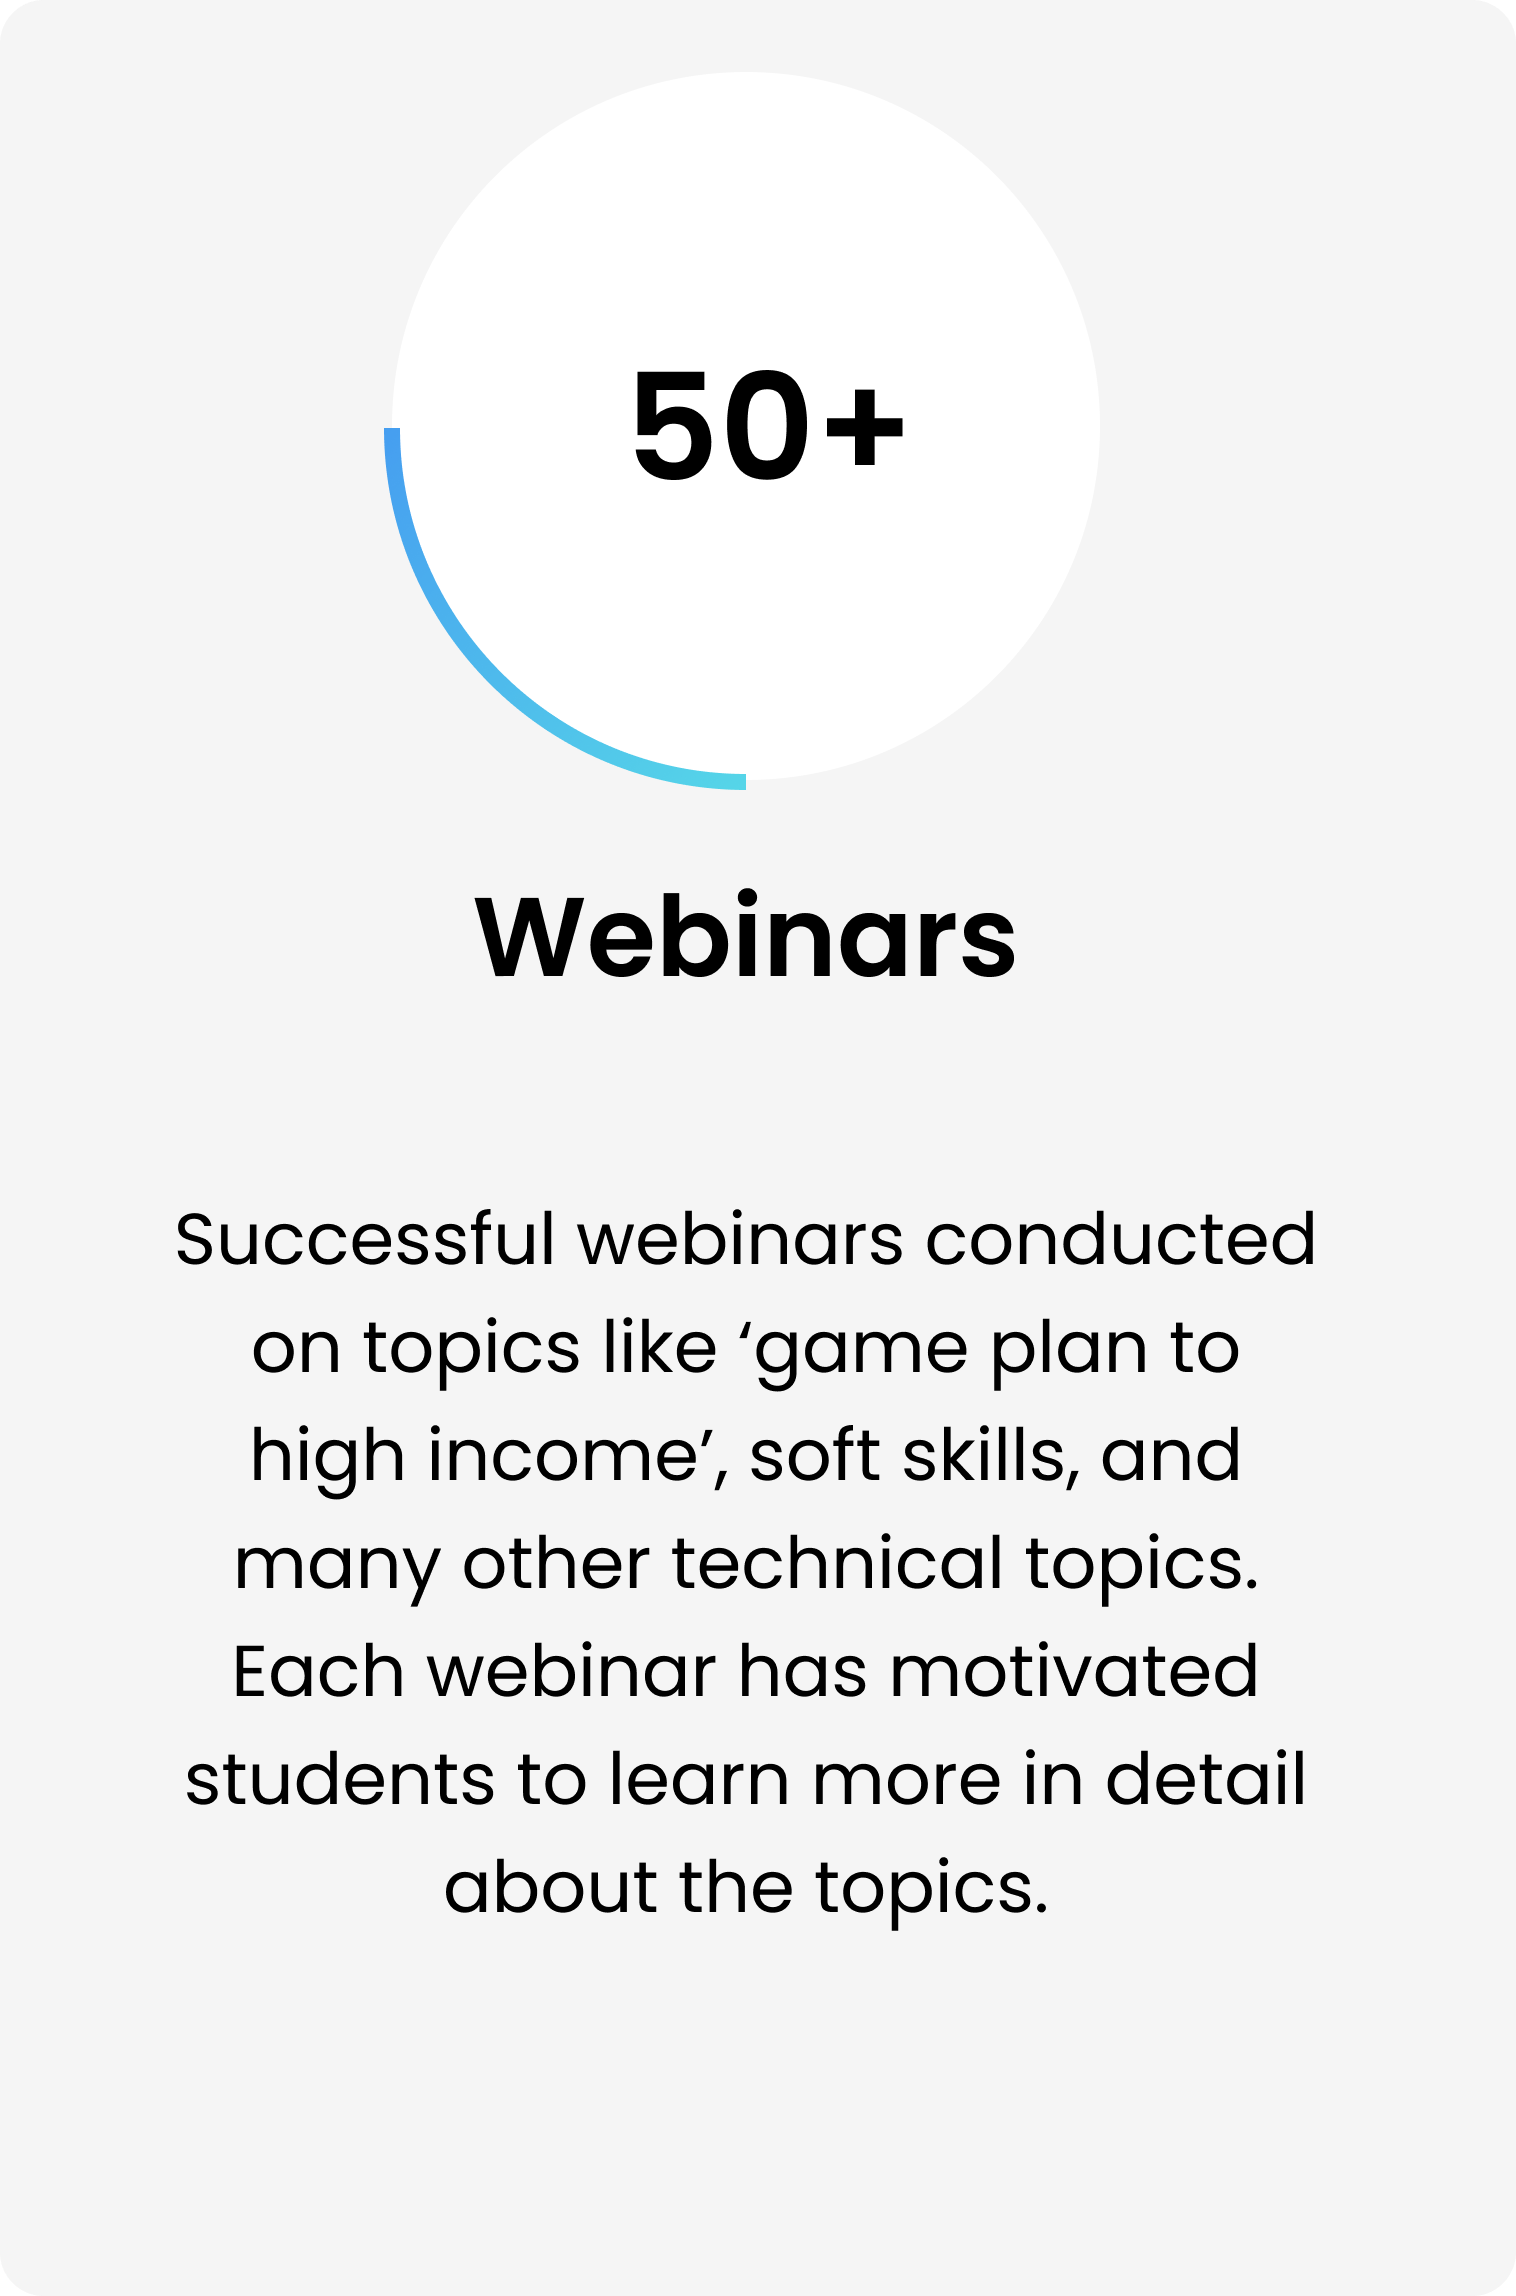 50+
Webinars
Successful webinars conducted
on topics like ‘game plan to
high income’, soft skills, and
many other technical topics.
Each webinar has motivated
students to learn more in detail
about the topics.